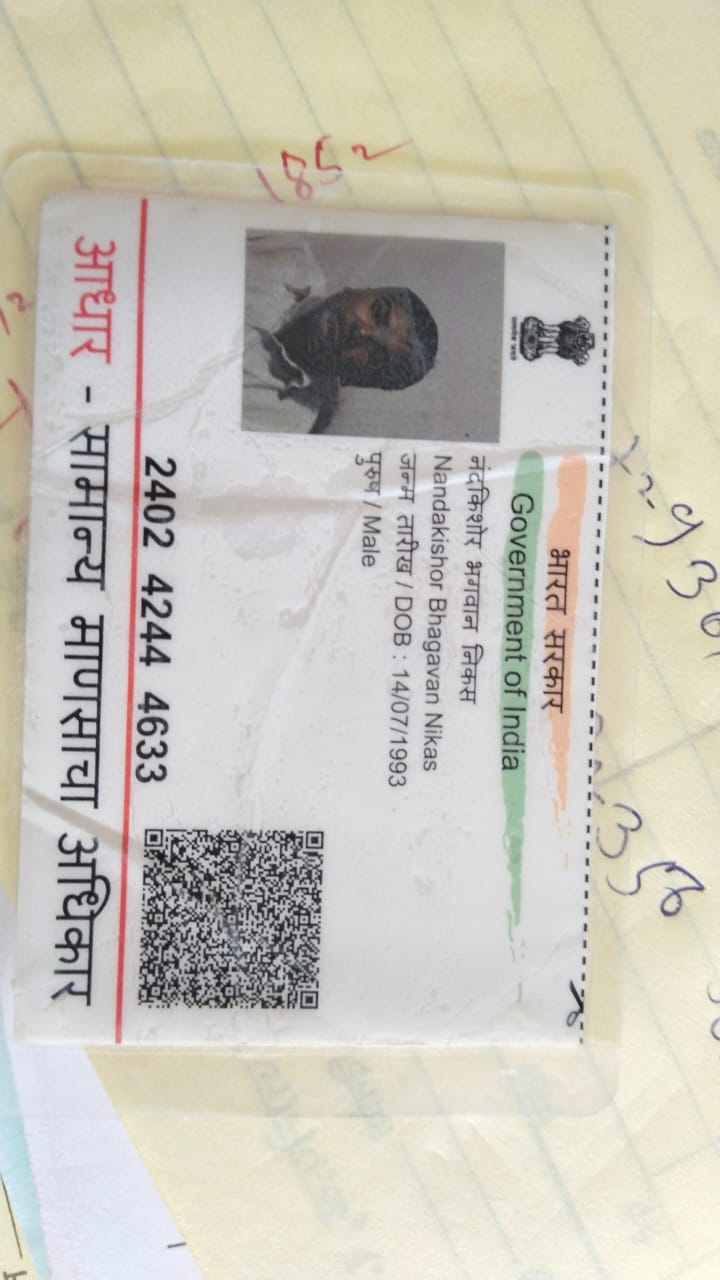 भारत सरकार
Government of India
नंदकिशोर भगवान निकस
Nandakishor Bhagavan Nikas
जन्म तारीख / DOB : 14/07/1993
पुरुष / Male
2402 4244 4633
आधार - सामान्य माणसाचा अधिकार